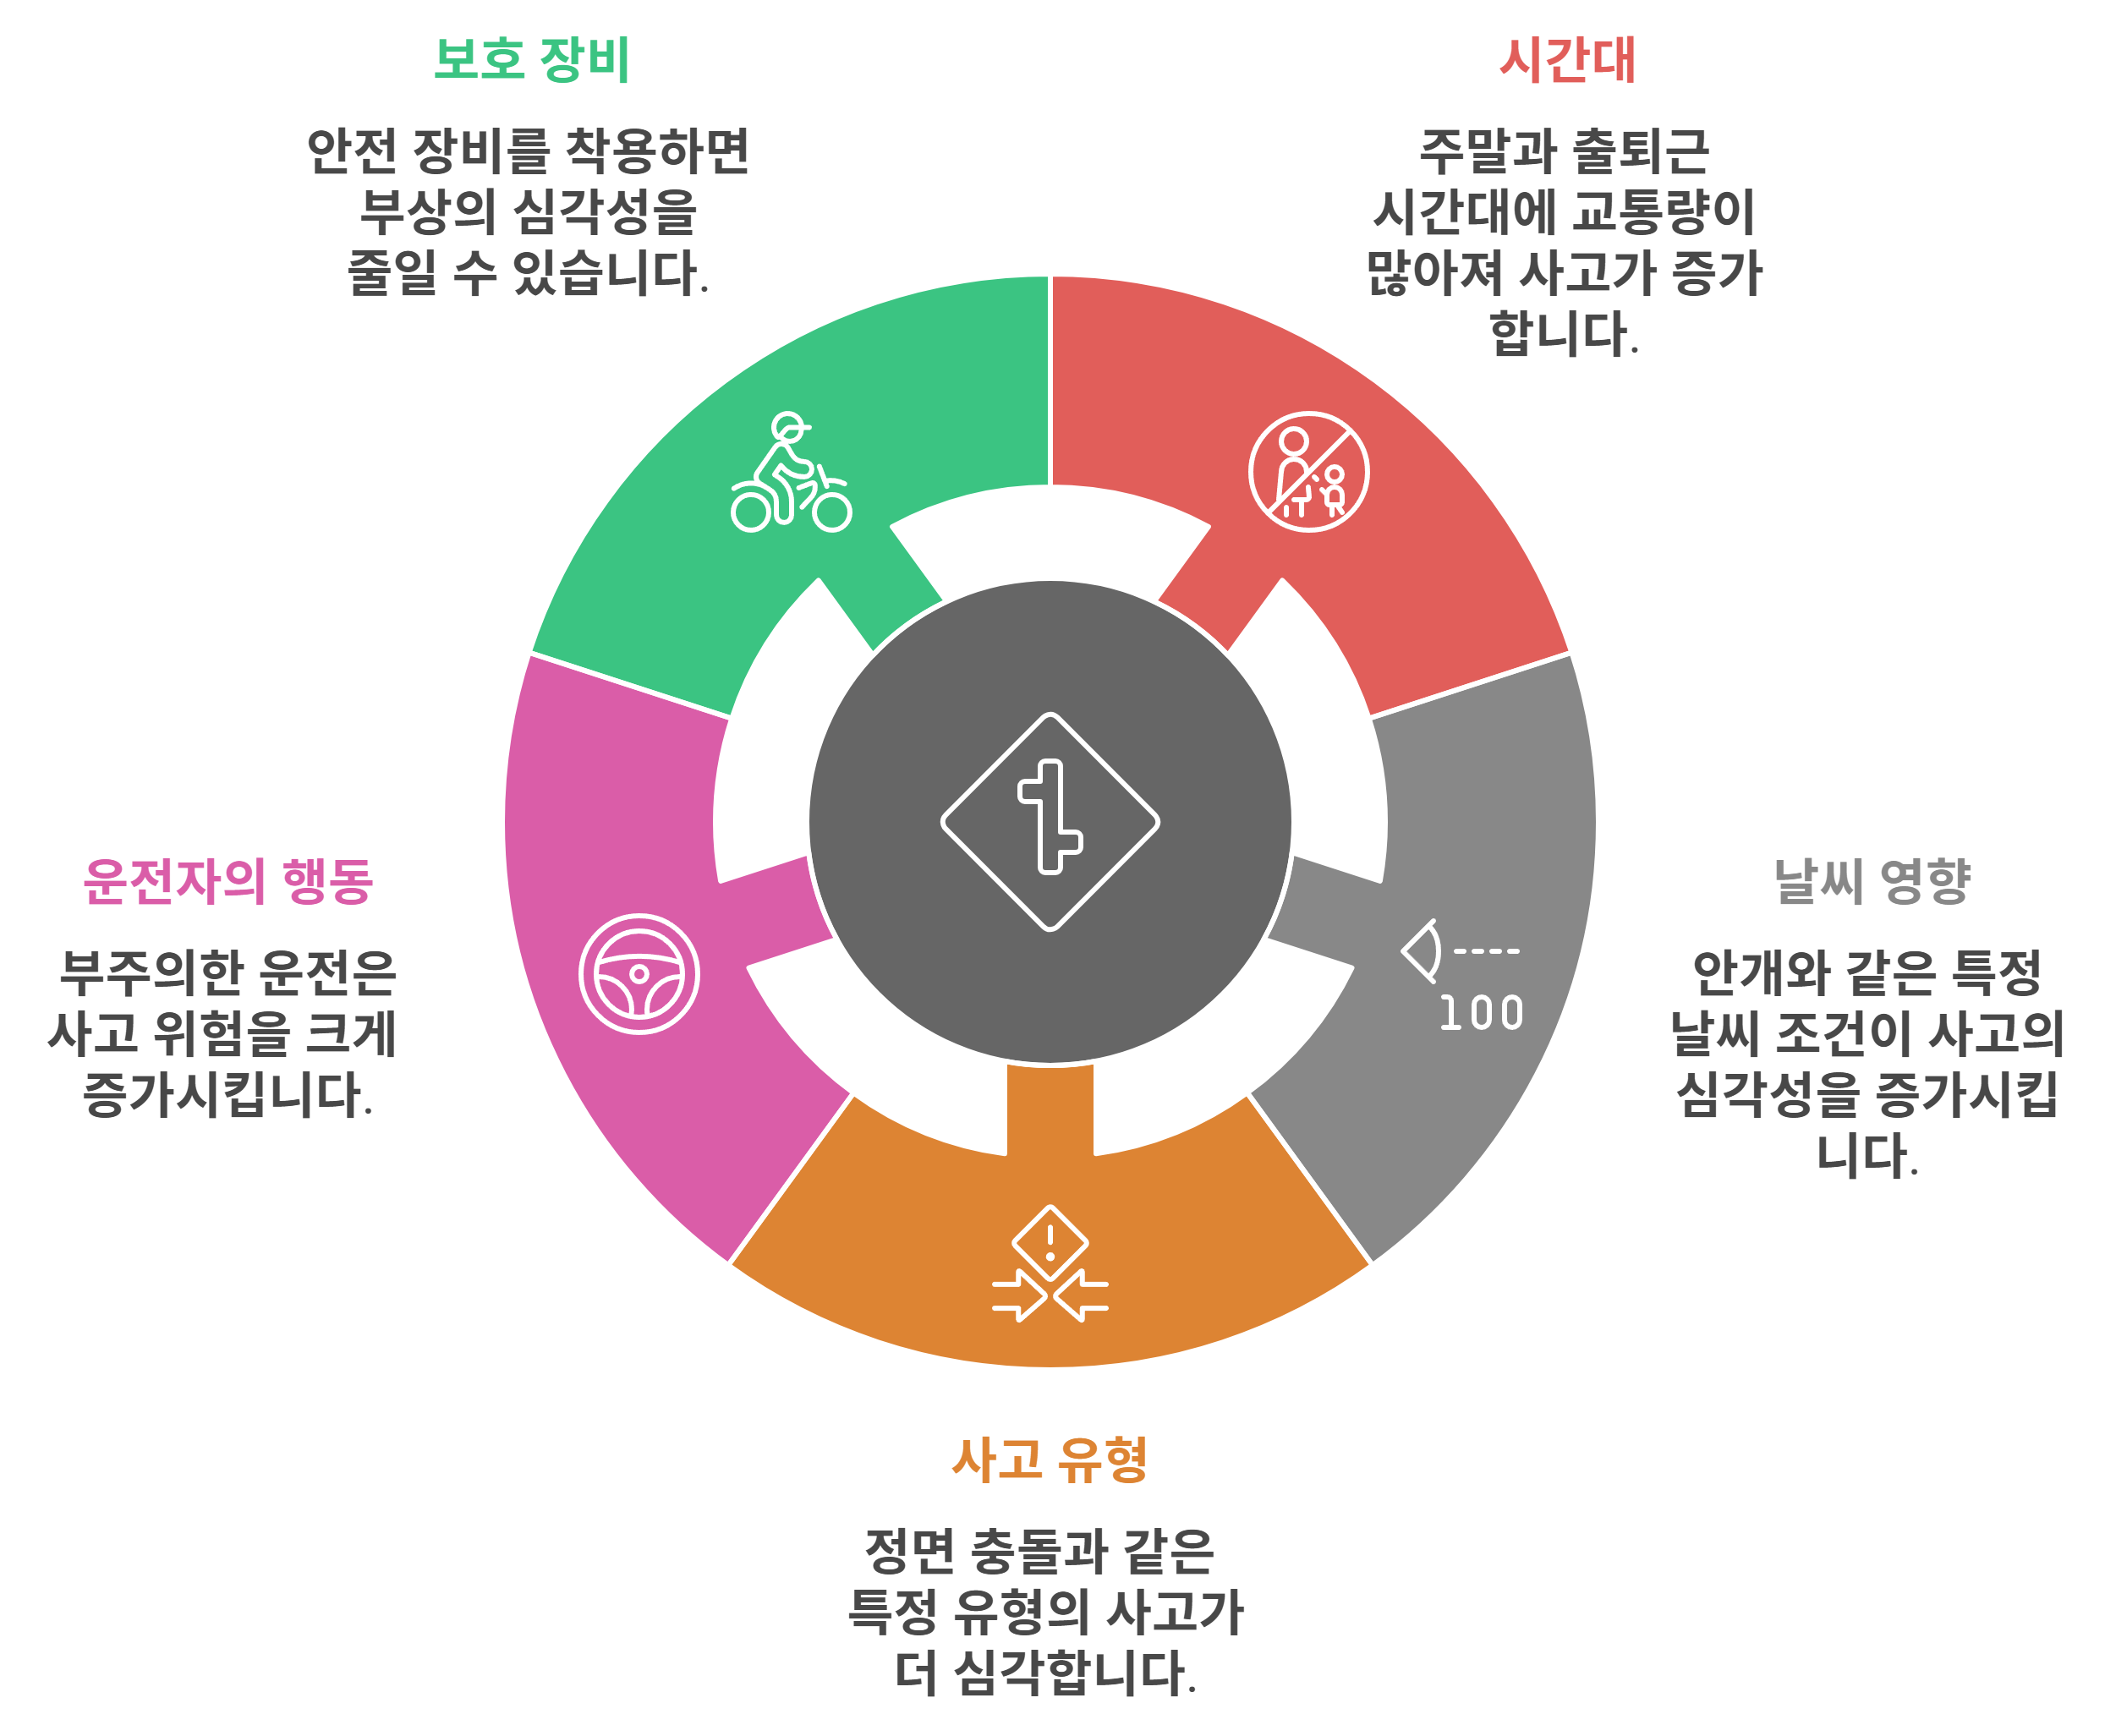 보호 장비
안전 장비를 착용하면
부상의 심각성을
줄일 수 있습니다.
시간대
주말과 출퇴근
시간대에 교통량이
많아져 사고가 증가
합니다.
운전자의 행동
부주의한 운전은
사고 위험을 크게
증가시킵니다.
날씨 영향
안개와 같은 특정
날씨 조건이 사고의
심각성을 증가시킵
니다.
100
사고 유형
정면 충돌과 같은
특정 유형의 사고가
더 심각합니다.